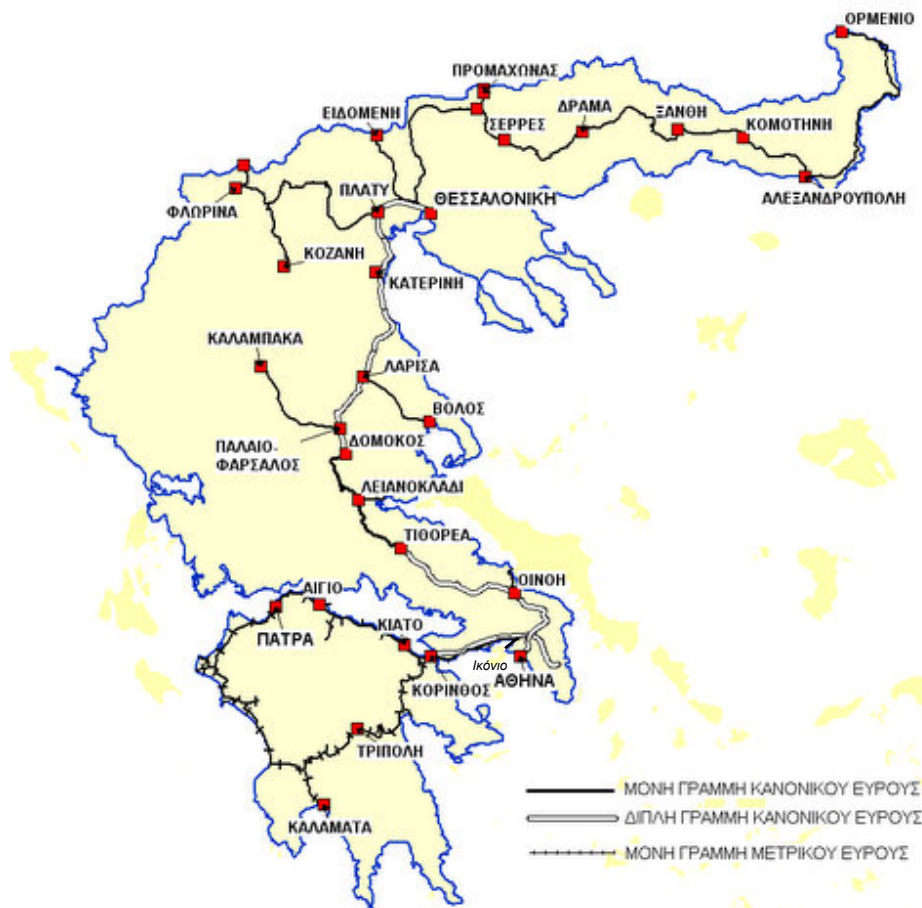 ΟΡΜΕΝΙΟ
ΠΡΟΜΑΧΩΝΑΣ
ΕΙΔΟΜΕΝΗ
ΣΕΡΡΕΣ
ΔΡΑΜΑ
ΞΑΝΘΗ
ΚΟΜΟΤΗΝΗ
ΑΛΕΞΑΝΔΡΟΥΠΟΛΗ
ΦΛΩΡΙΝΑ
ΠΛΑΤΥ
ΘΕΣΣΑΛΟΝΙΚΗ
ΚΟΖΑΝΗ
ΚΑΤΕΡΙΝΗ
ΚΑΛΑΜΠΑΚΑ
ΛΑΡΙΣΑ
ΒΟΛΟΣ
ΠΑΛΑΙΟ-
ΦΑΡΣΑΛΟΣ
ΔΟΜΟΚΟΣ
ΛΕΙΑΝΟΚΛΑΔΙ
ΤΙΘΟΡΕΑ
ΟΙΝΟΗ
ΑΙΓΙΟ
ΠΑΤΡΑ
ΚΙΑΤΟ
Ικόνιο
ΑΘΗΝΑ
ΚΟΡΙΝΘΟΣ
ΤΡΙΠΟΛΗ
ΚΑΛΑΜΑΤΑ
ΜΟΝΗ ΓΡΑΜΜΗ ΚΑΝΟΝΙΚΟΥ ΕΥΡΟΥΣ
ΔΙΠΛΗ ΓΡΑΜΜΗ ΚΑΝΟΝΙΚΟΥ ΕΥΡΟΥΣ
ΜΟΝΗ ΓΡΑΜΜΗ ΜΕΤΡΙΚΟΥ ΕΥΡΟΥΣ